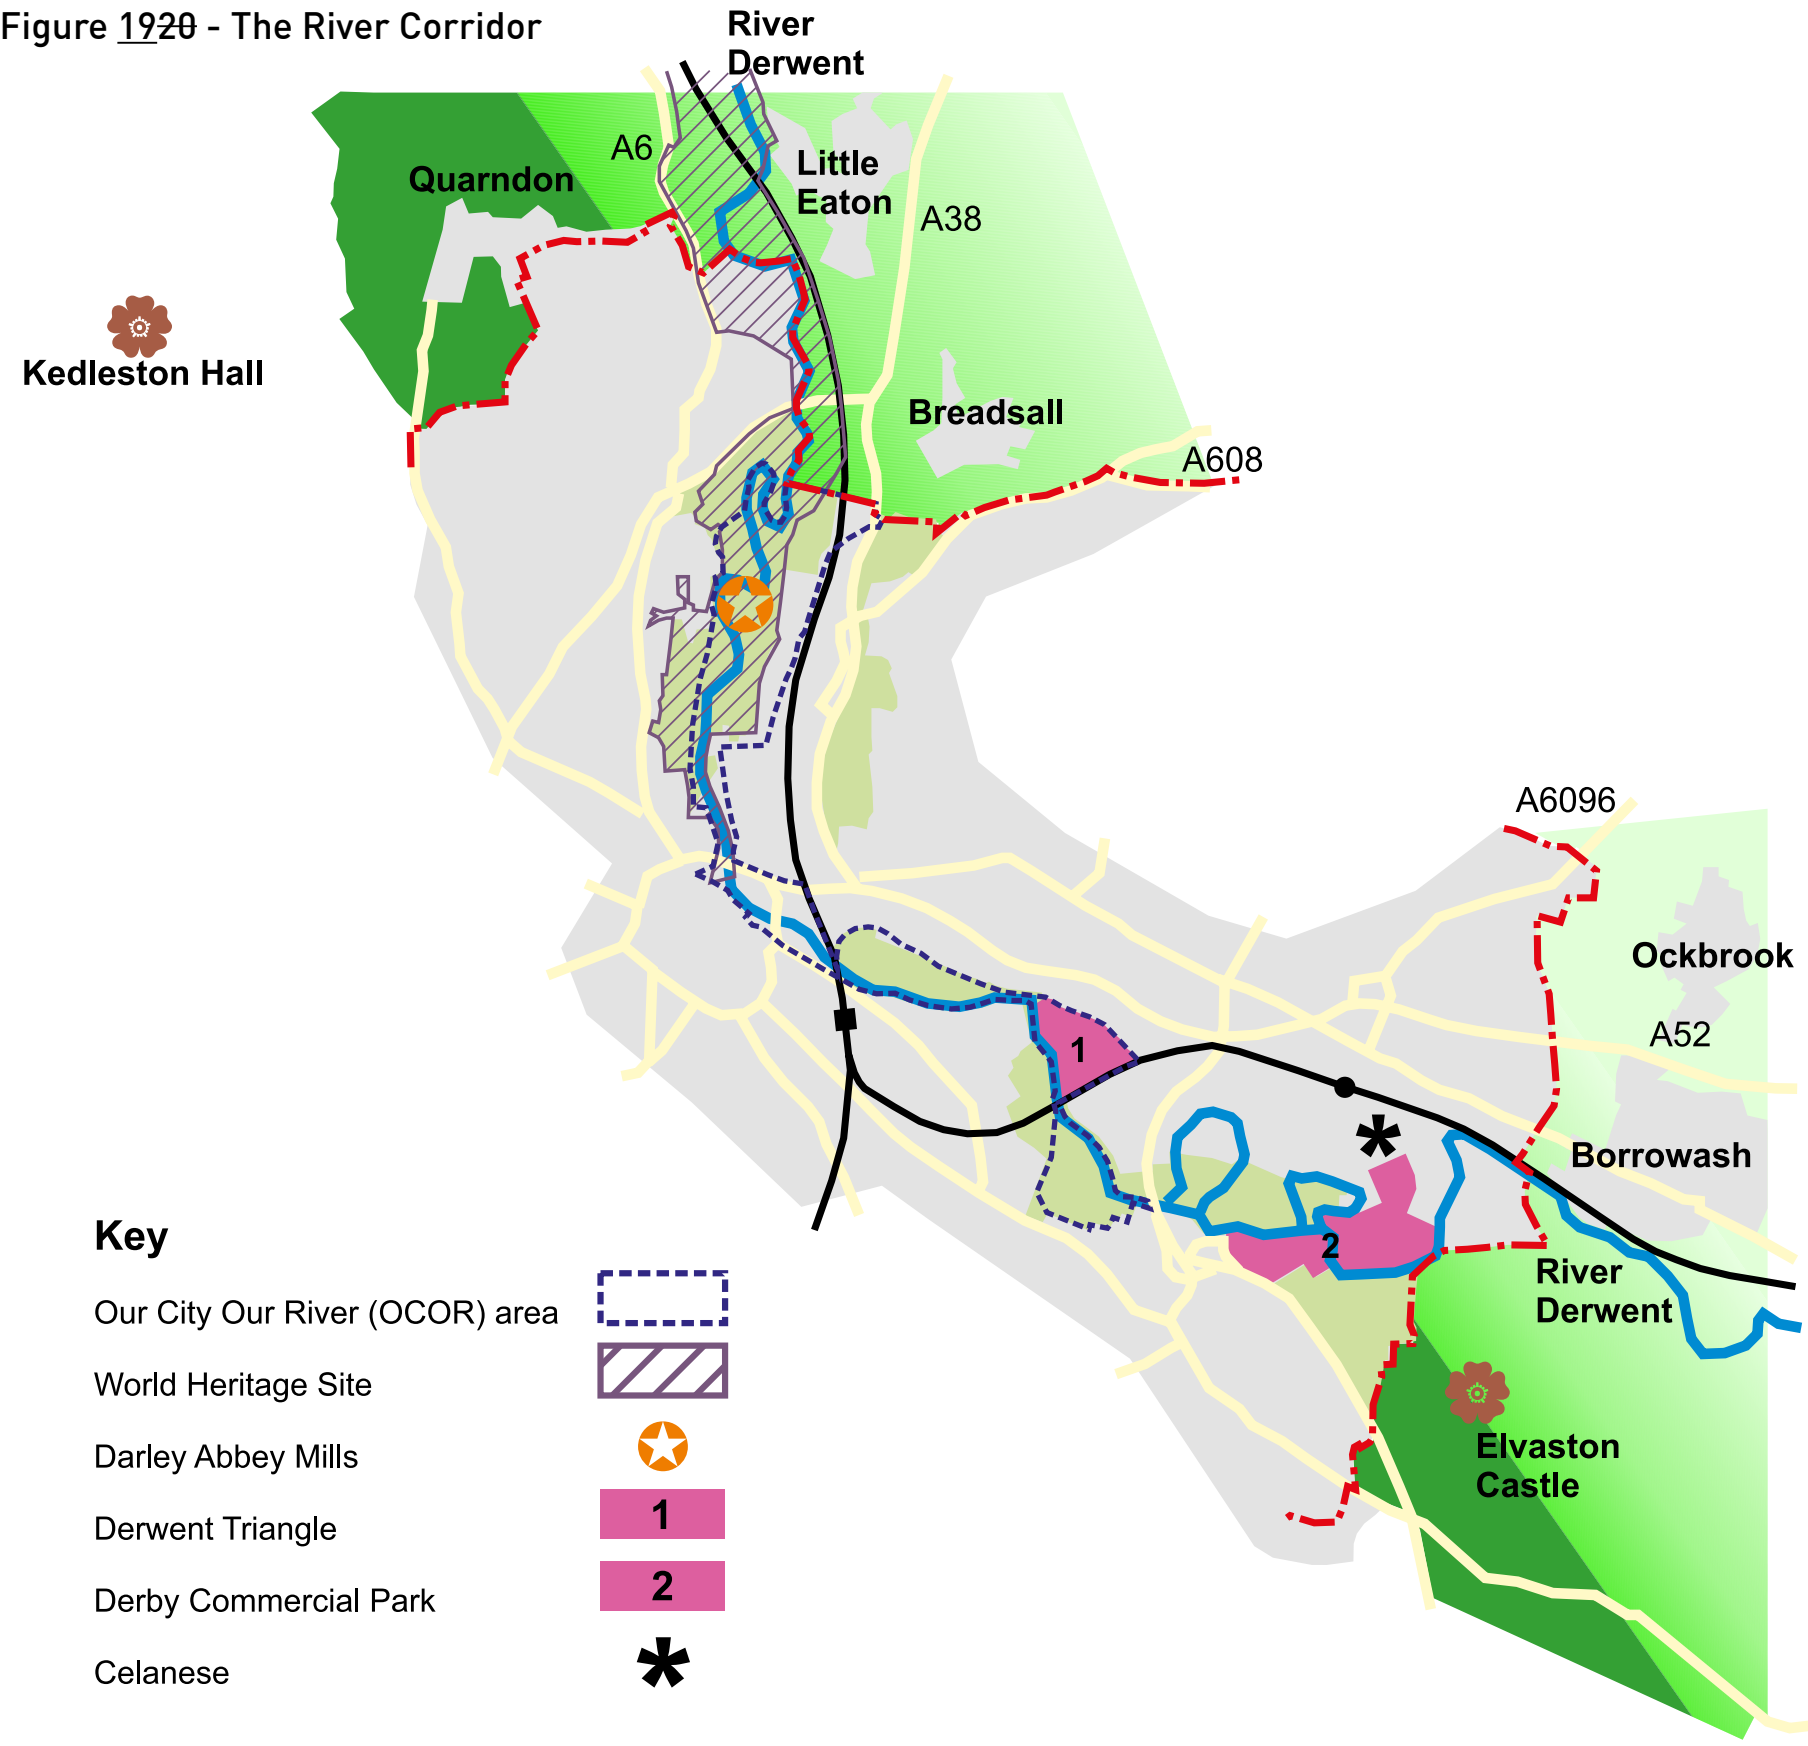 Figure 1920 - The River Corridor
River
Derwent
A6
Quarndon
Little
Eaton
A38
Kedleston Hall
Breadsall
A608
A6096
Ockbrook
A52
1
Borrowash
2
River
Derwent
Elvaston
Castle
Key
Our City Our River (OCOR) area
World Heritage Site
Darley Abbey Mills
Derwent Triangle 1
Derby Commercial Park 2
Celanese